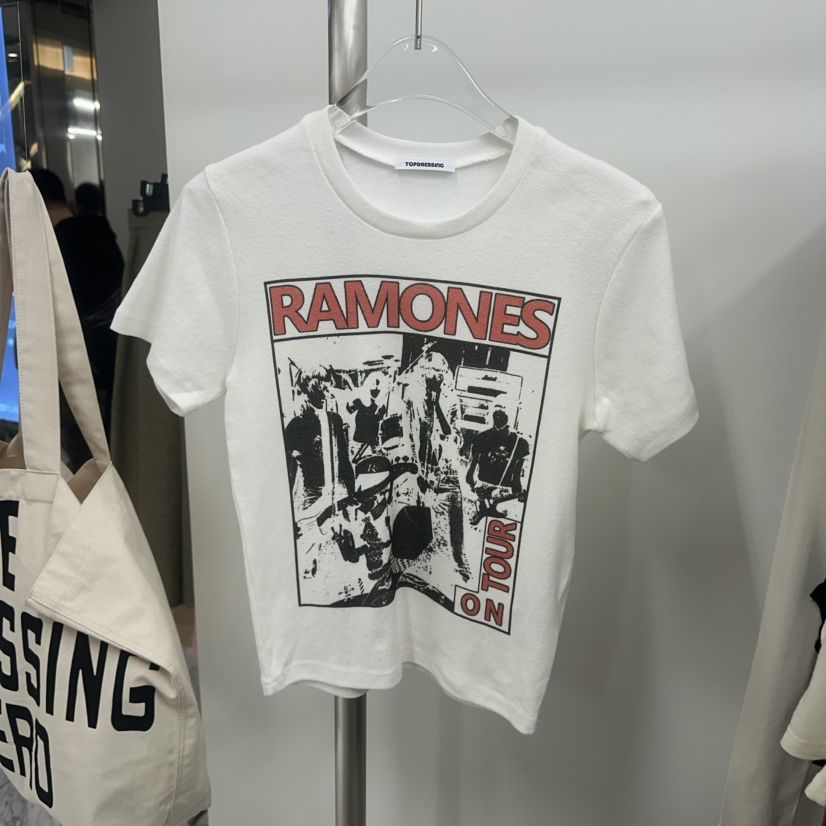 TOPDRESSING
RAMONES
ON TOUR
E
SSING
ERO